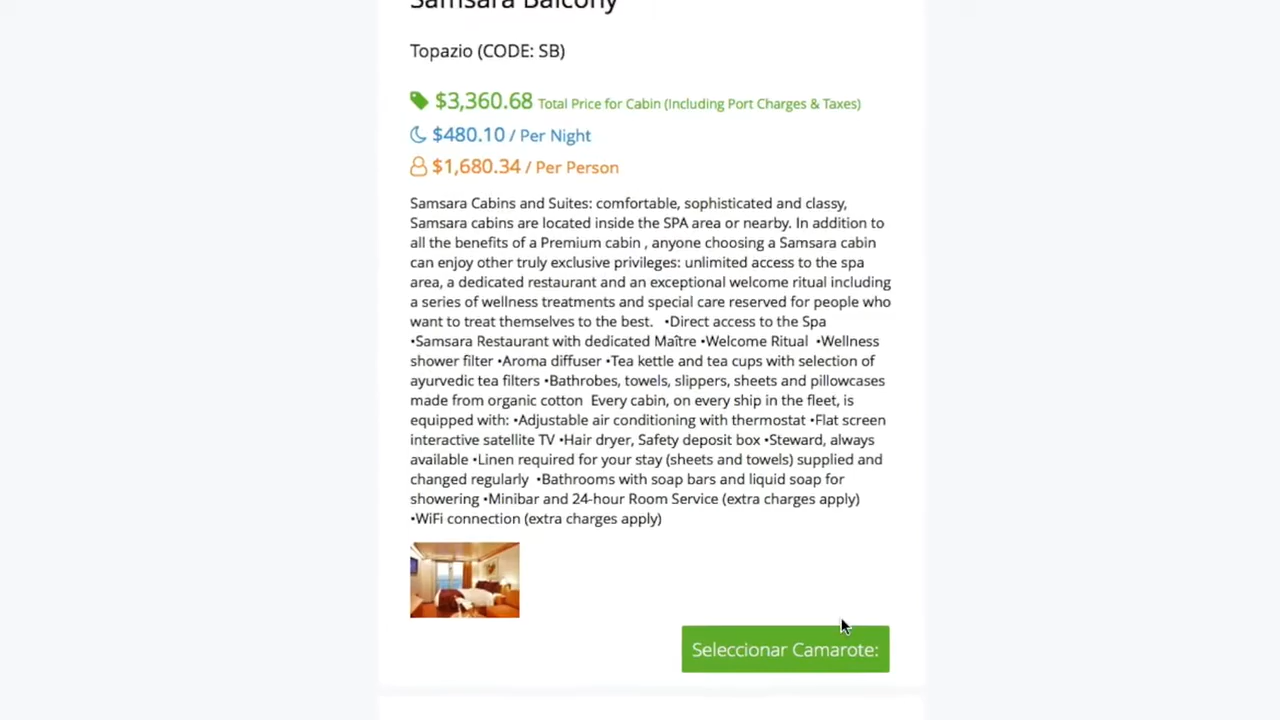 Samsara Balcony
Topazio (CODE: SB)
$3,360.68 Total Price for Cabin (Including Port Charges & Taxes)
$480.10 / Per Night
$1,680.34 / Per Person
Samsara Cabins and Suites: comfortable, sophisticated and classy,
Samsara cabins are located inside the SPA area or nearby. In addition to
all the benefits of a Premium cabin , anyone choosing a Samsara cabin
can enjoy other truly exclusive privileges: unlimited access to the spa
area, a dedicated restaurant and an exceptional welcome ritual including
a series of wellness treatments and special care reserved for people who
want to treat themselves to the best.   •Direct access to the Spa
•Samsara Restaurant with dedicated Maître •Welcome Ritual  •Wellness
shower filter •Aroma diffuser •Tea kettle and tea cups with selection of
ayurvedic tea filters •Bathrobes, towels, slippers, sheets and pillowcases
made from organic cotton  Every cabin, on every ship in the fleet, is
equipped with: •Adjustable air conditioning with thermostat •Flat screen
interactive satellite TV •Hair dryer, Safety deposit box •Steward, always
available •Linen required for your stay (sheets and towels) supplied and
changed regularly  •Bathrooms with soap bars and liquid soap for
showering •Minibar and 24-hour Room Service (extra charges apply)
•WiFi connection (extra charges apply)
Seleccionar Camarote: